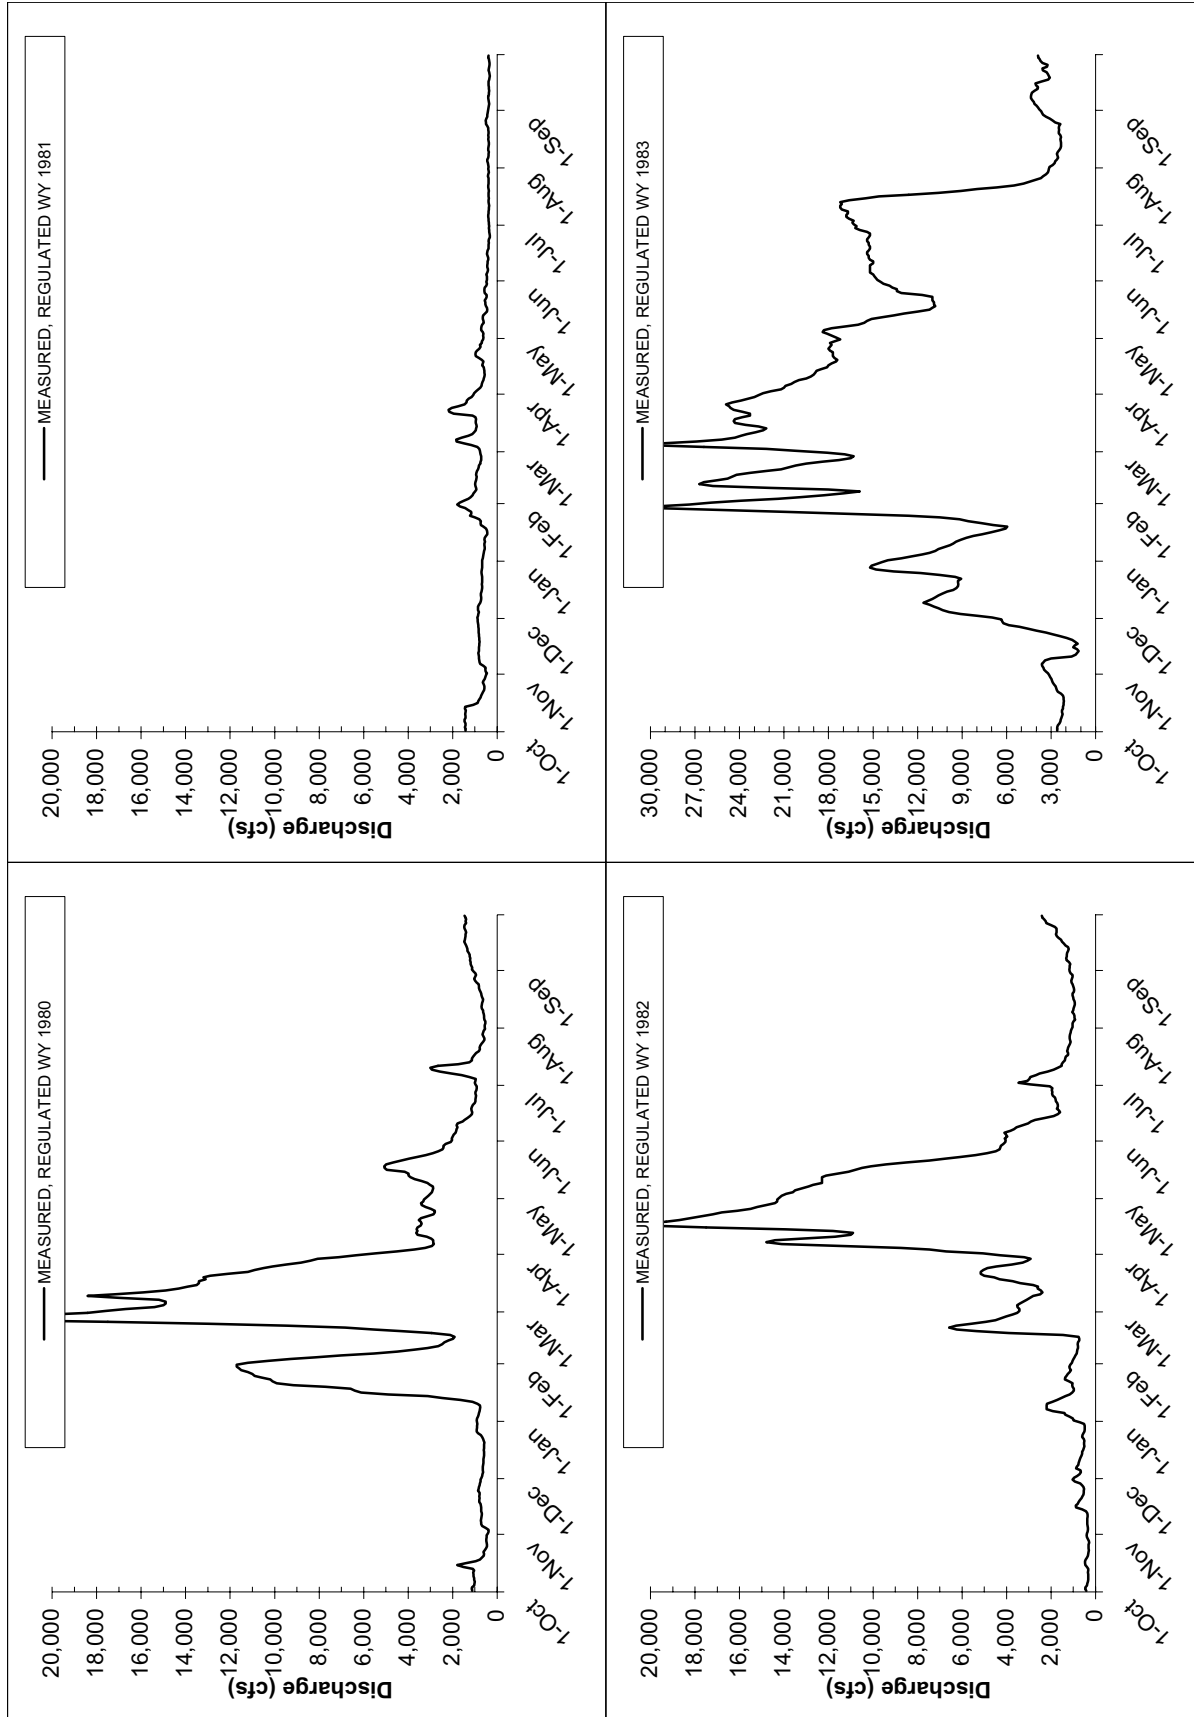 MEASURED, REGULATED WY 1980
Discharge (cfs)
20,000
18,000
16,000
14,000
12,000
10,000
8,000
6,000
4,000
2,000
0
1-Oct
1-Nov
1-Dec
1-Jan
1-Feb
1-Mar
1-Apr
1-May
1-Jun
1-Jul
1-Aug
1-Sep
MEASURED, REGULATED WY 1981
Discharge (cfs)
20,000
18,000
16,000
14,000
12,000
10,000
8,000
6,000
4,000
2,000
0
1-Oct
1-Nov
1-Dec
1-Jan
1-Feb
1-Mar
1-Apr
1-May
1-Jun
1-Jul
1-Aug
1-Sep
MEASURED, REGULATED WY 1982
Discharge (cfs)
20,000
18,000
16,000
14,000
12,000
10,000
8,000
6,000
4,000
2,000
0
1-Oct
1-Nov
1-Dec
1-Jan
1-Feb
1-Mar
1-Apr
1-May
1-Jun
1-Jul
1-Aug
1-Sep
MEASURED, REGULATED WY 1983
Discharge (cfs)
30,000
27,000
24,000
21,000
18,000
15,000
12,000
9,000
6,000
3,000
0
1-Oct
1-Nov
1-Dec
1-Jan
1-Feb
1-Mar
1-Apr
1-May
1-Jun
1-Jul
1-Aug
1-Sep